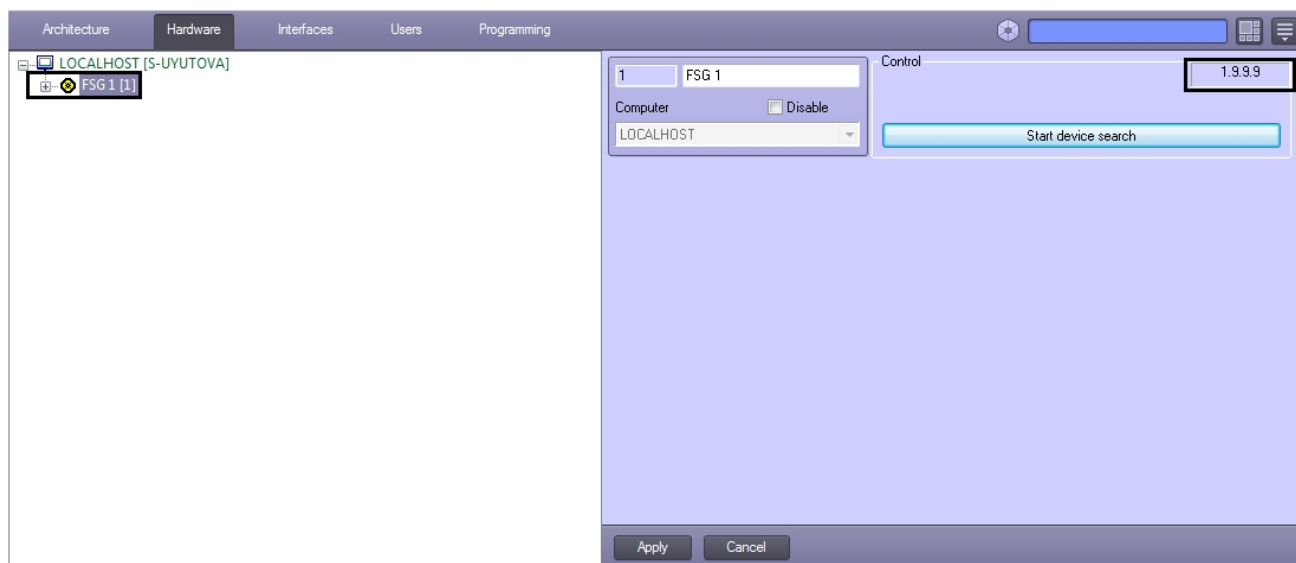 Architecture Hardware Interfaces Users Programming
LOCALHOST [S-UYUTOVA]
FSG 1 [1]
1 FSG 1
Computer Disable
LOCALHOST
Control
1.9.9.9
Start device search
Apply Cancel